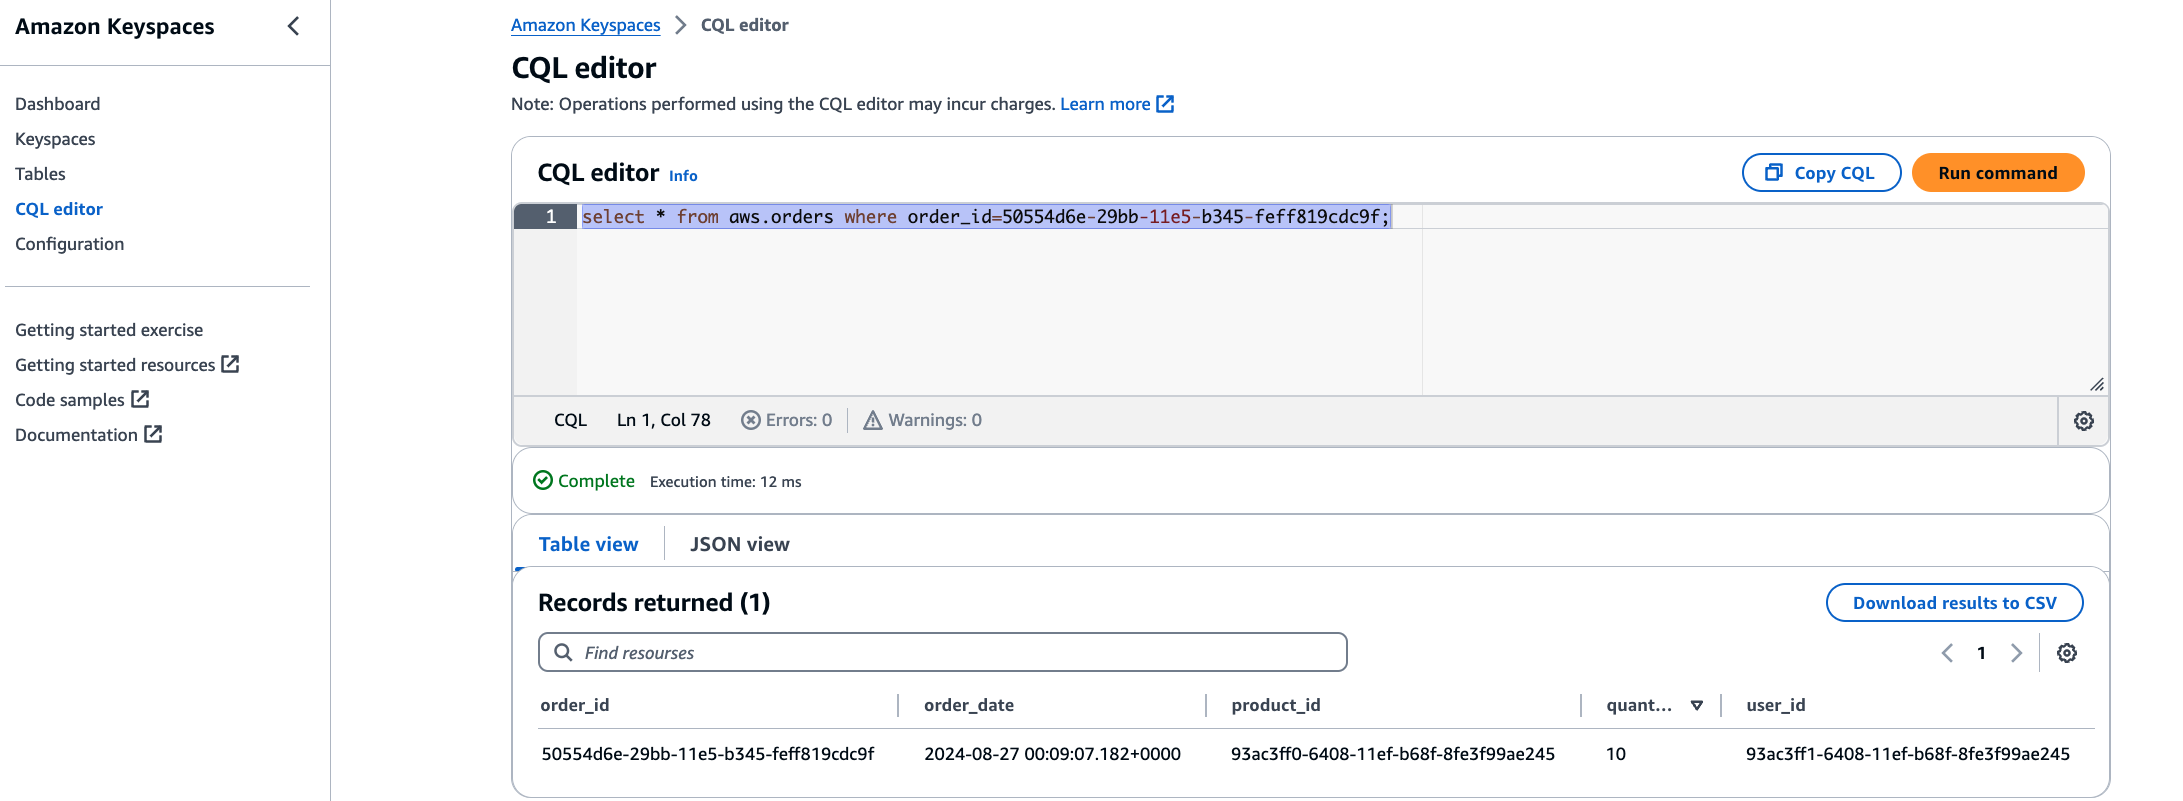 Amazon Keyspaces
Dashboard
Keyspaces
Tables
CQL editor
Configuration
Getting started exercise
Getting started resources
Code samples
Documentation
Amazon Keyspaces > CQL editor
CQL editor
Note: Operations performed using the CQL editor may incur charges. Learn more
CQL editor Info
Copy CQL
Run command
1 select * from aws.orders where order_id=50554d6e-29bb-11e5-b345-feff819cdc9f;
CQL Ln 1, Col 78 Errors: 0 Warnings: 0
Complete Execution time: 12 ms
Table view JSON view
Records returned (1)
Download results to CSV
Find resourses
1
order_id order_date product_id quant... user_id
50554d6e-29bb-11e5-b345-feff819cdc9f 2024-08-27 00:09:07.182+0000 93ac3ff0-6408-11ef-b68f-8fe3f99ae245 10 93ac3ff1-6408-11ef-b68f-8fe3f99ae245